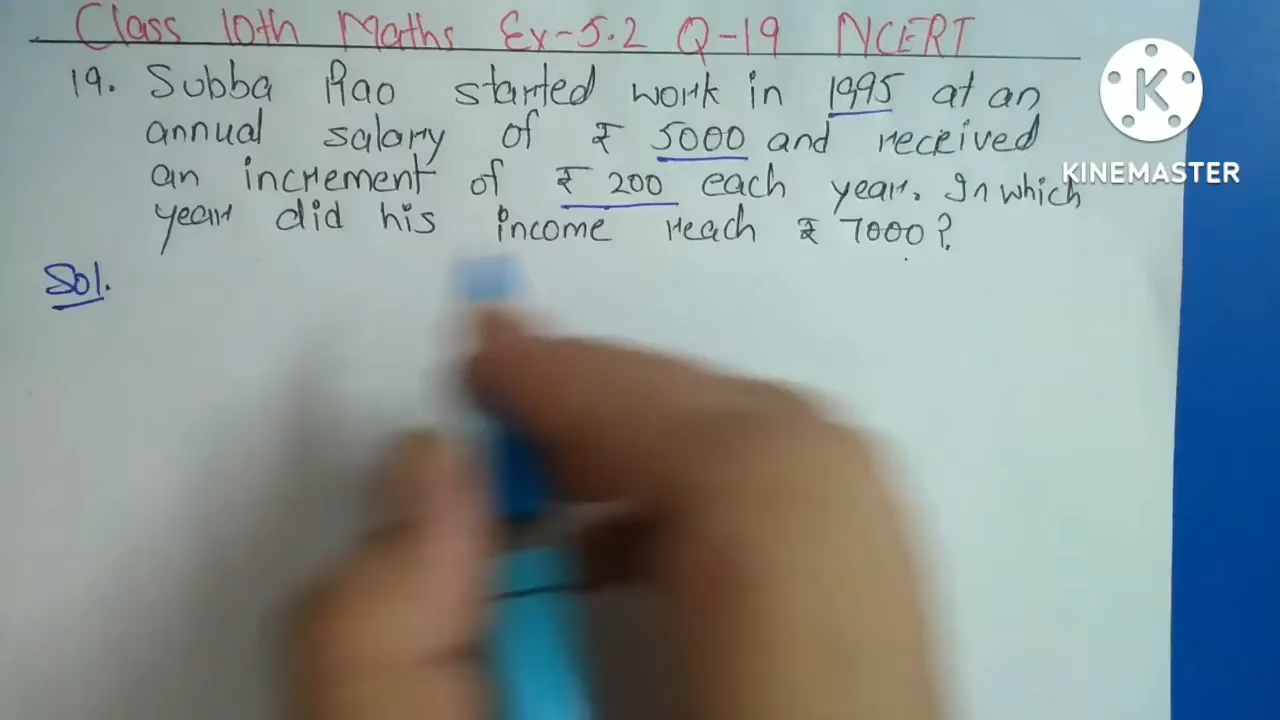 Class 10th Maths Ex-5.2 Q-19 NCERT
19. Subba Rao started work in 1995 at an
annual salary of ₹ 5000 and received
an increment of ₹ 200 each year. In which
year did his income reach ₹ 7000?
Sol.
K
KINEMASTER